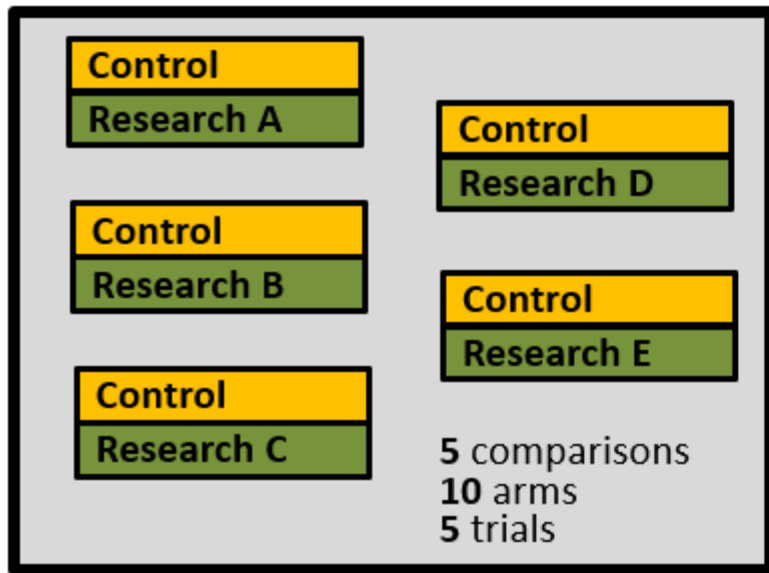 Control
Research A
Control
Research B
Control
Research C
Control
Research D
Control
Research E
5 comparisons
10 arms
5 trials